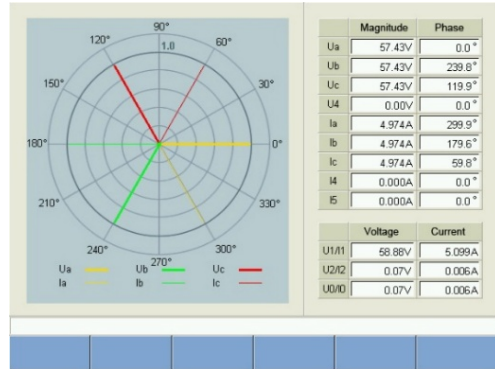 90°
120° 1.0 60°
150° 30°
180° 0°
210° 330°
240° 300°
270°
Ua Ub Uc
Ia Ib Ic
Magnitude Phase
Ua 57.43V 0.0°
Ub 57.43V 239.8°
Uc 57.43V 119.9°
U4 0.00V 0.0°
Ia 4.974A 299.9°
Ib 4.974A 179.6°
Ic 4.974A 59.8°
I4 0.000A 0.0°
I5 0.000A 0.0°
Voltage Current
U1/I1 58.88V 5.099A
U2/I2 0.07V 0.006A
U0/I0 0.07V 0.006A